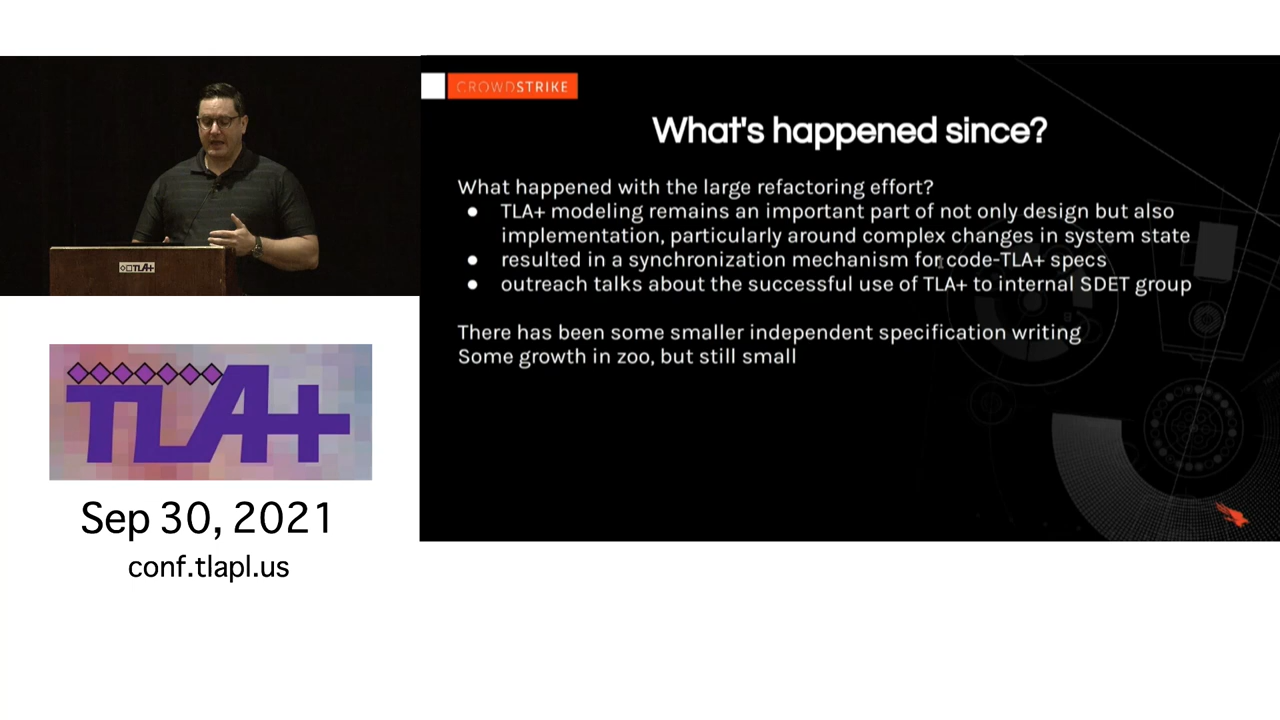 CROWDSTRIKE
What's happened since?
What happened with the large refactoring effort?
● TLA+ modeling remains an important part of not only design but also
implementation, particularly around complex changes in system state
● resulted in a synchronization mechanism for code-TLA+ specs
● outreach talks about the successful use of TLA+ to internal SDET group
There has been some smaller independent specification writing
Some growth in zoo, but still small
TLA+
TLA+
Sep 30, 2021
conf.tlapl.us